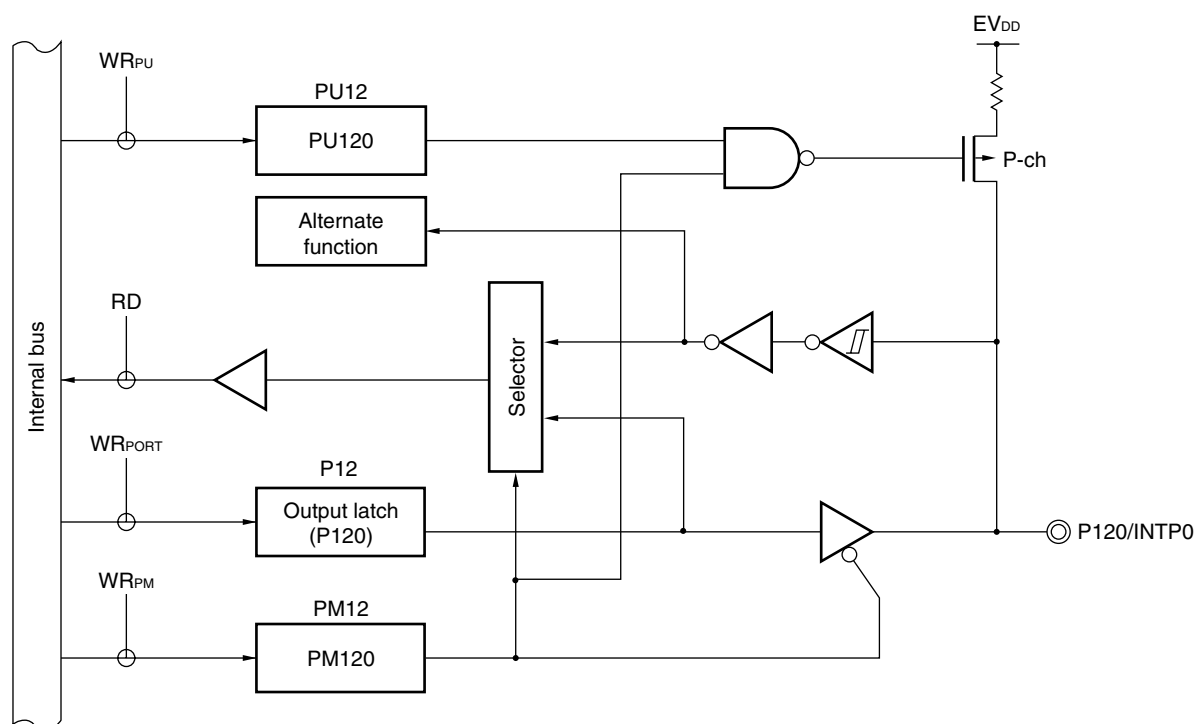 EVDD
WRPU
PU12
PU120
P-ch
Alternate
function
RD
Internal bus
Selector
WRPORT
P12
Output latch
(P120)
P120/INTP0
WRPM
PM12
PM120